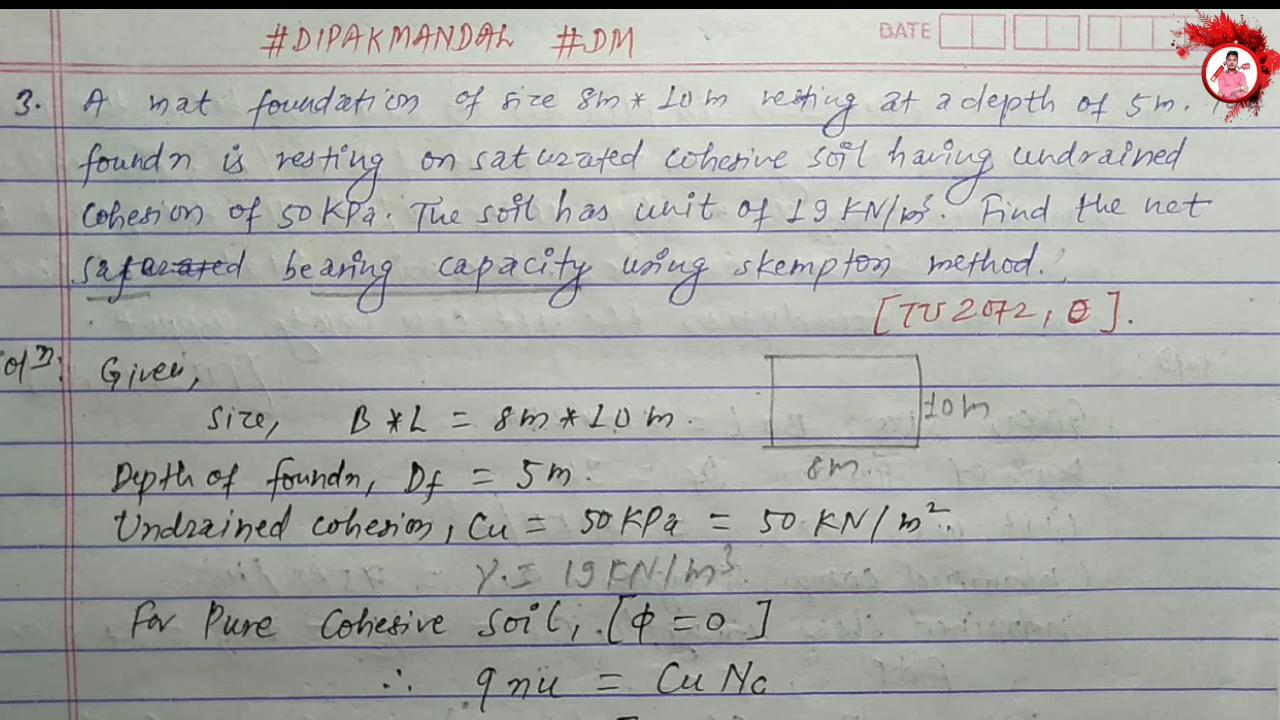 #DIPAKMANDAL #DM
DATE
3. A mat foundation of size 8m * 10m resting at a depth of 5m.
foundn is resting on saturated cohesive soil having undrained
cohesion of 50 KPa. The soil has unit of 19 KN/m³. Find the net
bearing capacity using skempton method.
[TU 2072,
Given,
size, B * L = 8m * 10m.
10m
8m.
Depth of foundn, Df = 5m.
Undrained cohesion, Cu = 50 KPa = 50 KN/m².
γ = 19 KN/m³.
For Pure Cohesive soil, [ϕ = 0]
∴ qnu = Cu Nc